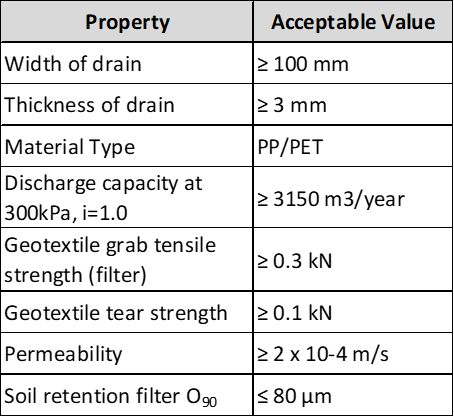 Property Acceptable Value
Width of drain ≥ 100 mm
Thickness of drain ≥ 3 mm
Material Type PP/PET
Discharge capacity at
300kPa, i=1.0 ≥ 3150 m3/year
Geotextile grab tensile
strength (filter) ≥ 0.3 kN
Geotextile tear strength ≥ 0.1 kN
Permeability ≥ 2 x 10-4 m/s
Soil retention filter O₉₀ ≤ 80 µm